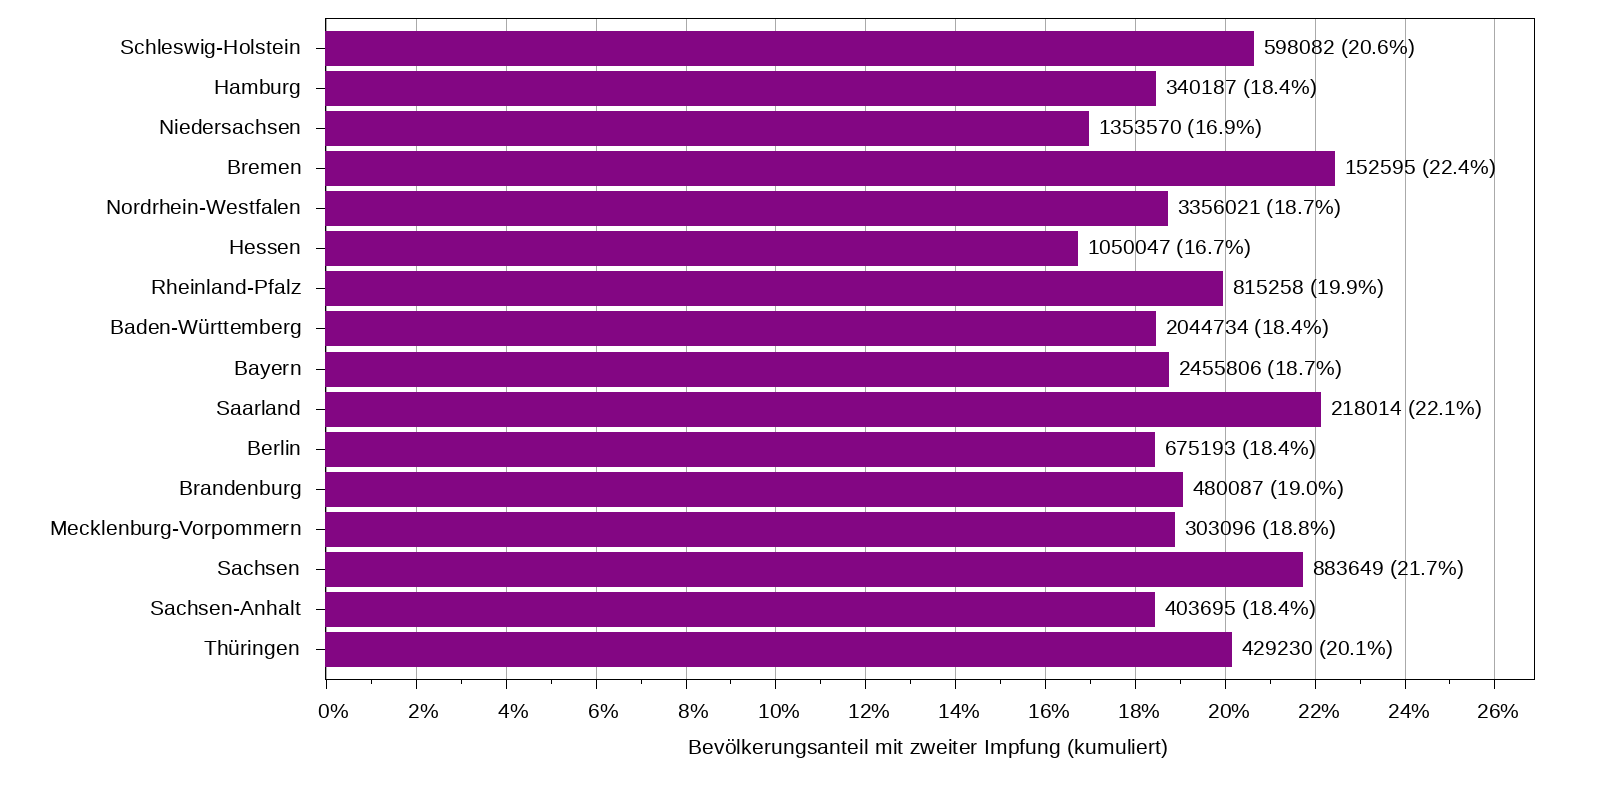 Schleswig-Holstein 598082 (20.6%)
Hamburg 340187 (18.4%)
Niedersachsen 1353570 (16.9%)
Bremen 152595 (22.4%)
Nordrhein-Westfalen 3356021 (18.7%)
Hessen 1050047 (16.7%)
Rheinland-Pfalz 815258 (19.9%)
Baden-Württemberg 2044734 (18.4%)
Bayern 2455806 (18.7%)
Saarland 218014 (22.1%)
Berlin 675193 (18.4%)
Brandenburg 480087 (19.0%)
Mecklenburg-Vorpommern 303096 (18.8%)
Sachsen 883649 (21.7%)
Sachsen-Anhalt 403695 (18.4%)
Thüringen 429230 (20.1%)
0% 2% 4% 6% 8% 10% 12% 14% 16% 18% 20% 22% 24% 26%
Bevölkerungsanteil mit zweiter Impfung (kumuliert)